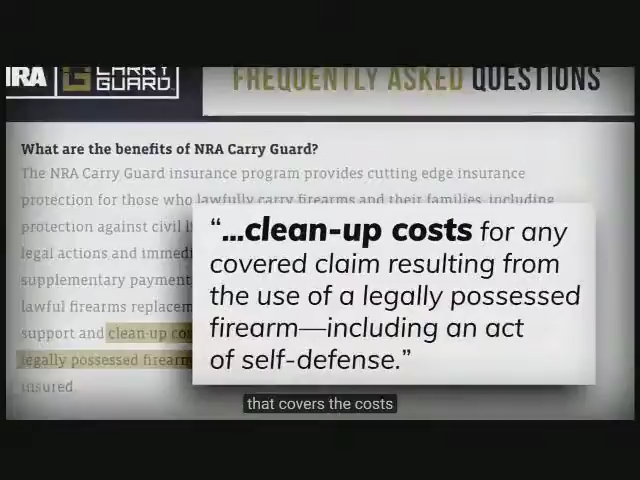 NRA CARRY
GUARD
FREQUENTLY ASKED QUESTIONS
What are the benefits of NRA Carry Guard?
The NRA Carry Guard insurance program provides cutting edge insurance
protection for those who lawfully carry firearms and their families, including
protection against civil
legal actions and
supplementary payment
lawful firearms
support and clean-up
legally possessed firearm
insured.
“...clean-up costs for any
covered claim resulting from
the use of a legally possessed
firearm—including an act
of self-defense.”
that covers the costs